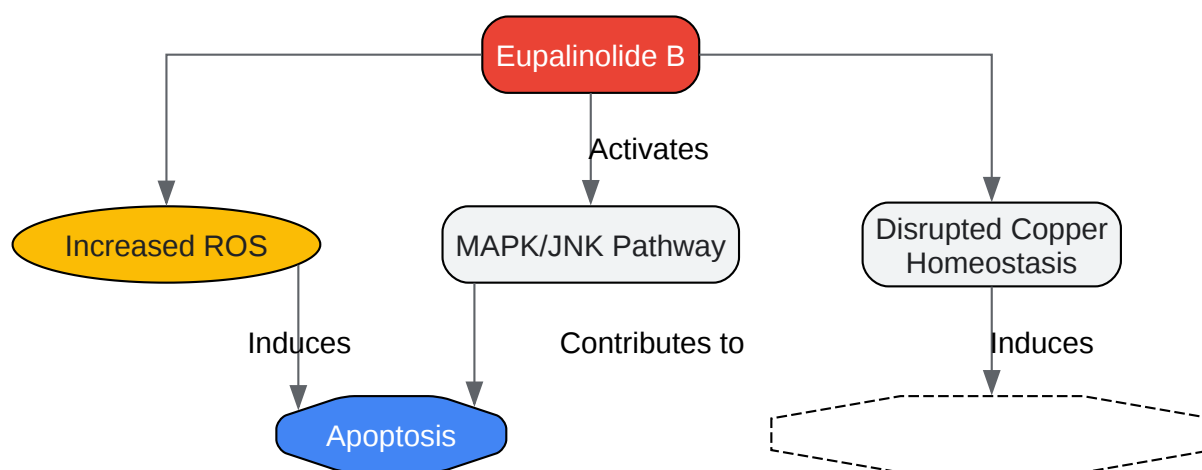 Eupalinolide B
Activates
Increased ROS
MAPK/JNK Pathway
Disrupted Copper
Homeostasis
Induces
Contributes to
Induces
Apoptosis